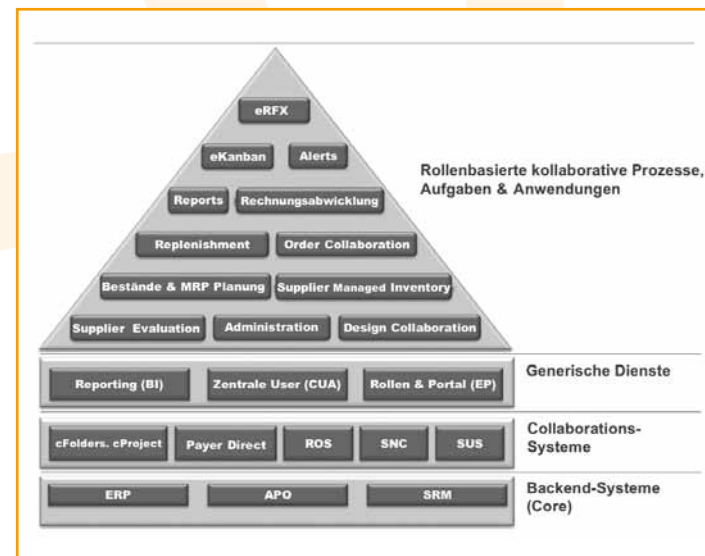 eRFX
eKanban Alerts
Rollenbasierte kollaborative Prozesse,
Aufgaben & Anwendungen
Reports Rechnungsabwicklung
Replenishment Order Collaboration
Bestände & MRP Planung Supplier Managed Inventory
Supplier Evaluation Administration Design Collaboration
Generische Dienste
Reporting (BI) Zentrale User (CUA) Rollen & Portal (EP)
Collaborations-
Systeme
cFolders. cProject Payer Direct ROS SNC SUS
Backend-Systeme
(Core)
ERP APO SRM